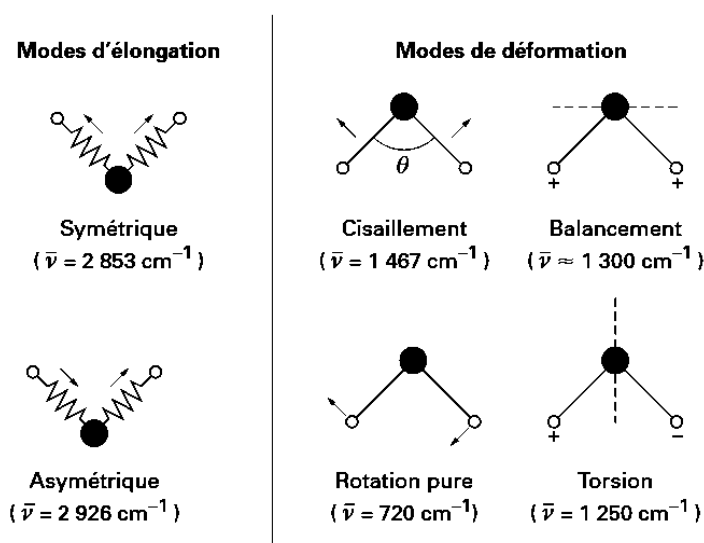 Modes d'élongation
Modes de déformation
θ
+ +
Symétrique
( ν̅ = 2 853 cm⁻¹ )
Cisaillement
( ν̅ = 1 467 cm⁻¹ )
Balancement
( ν̅ ≈ 1 300 cm⁻¹ )
+ −
Asymétrique
( ν̅ = 2 926 cm⁻¹ )
Rotation pure
( ν̅ = 720 cm⁻¹)
Torsion
( ν̅ = 1 250 cm⁻¹ )